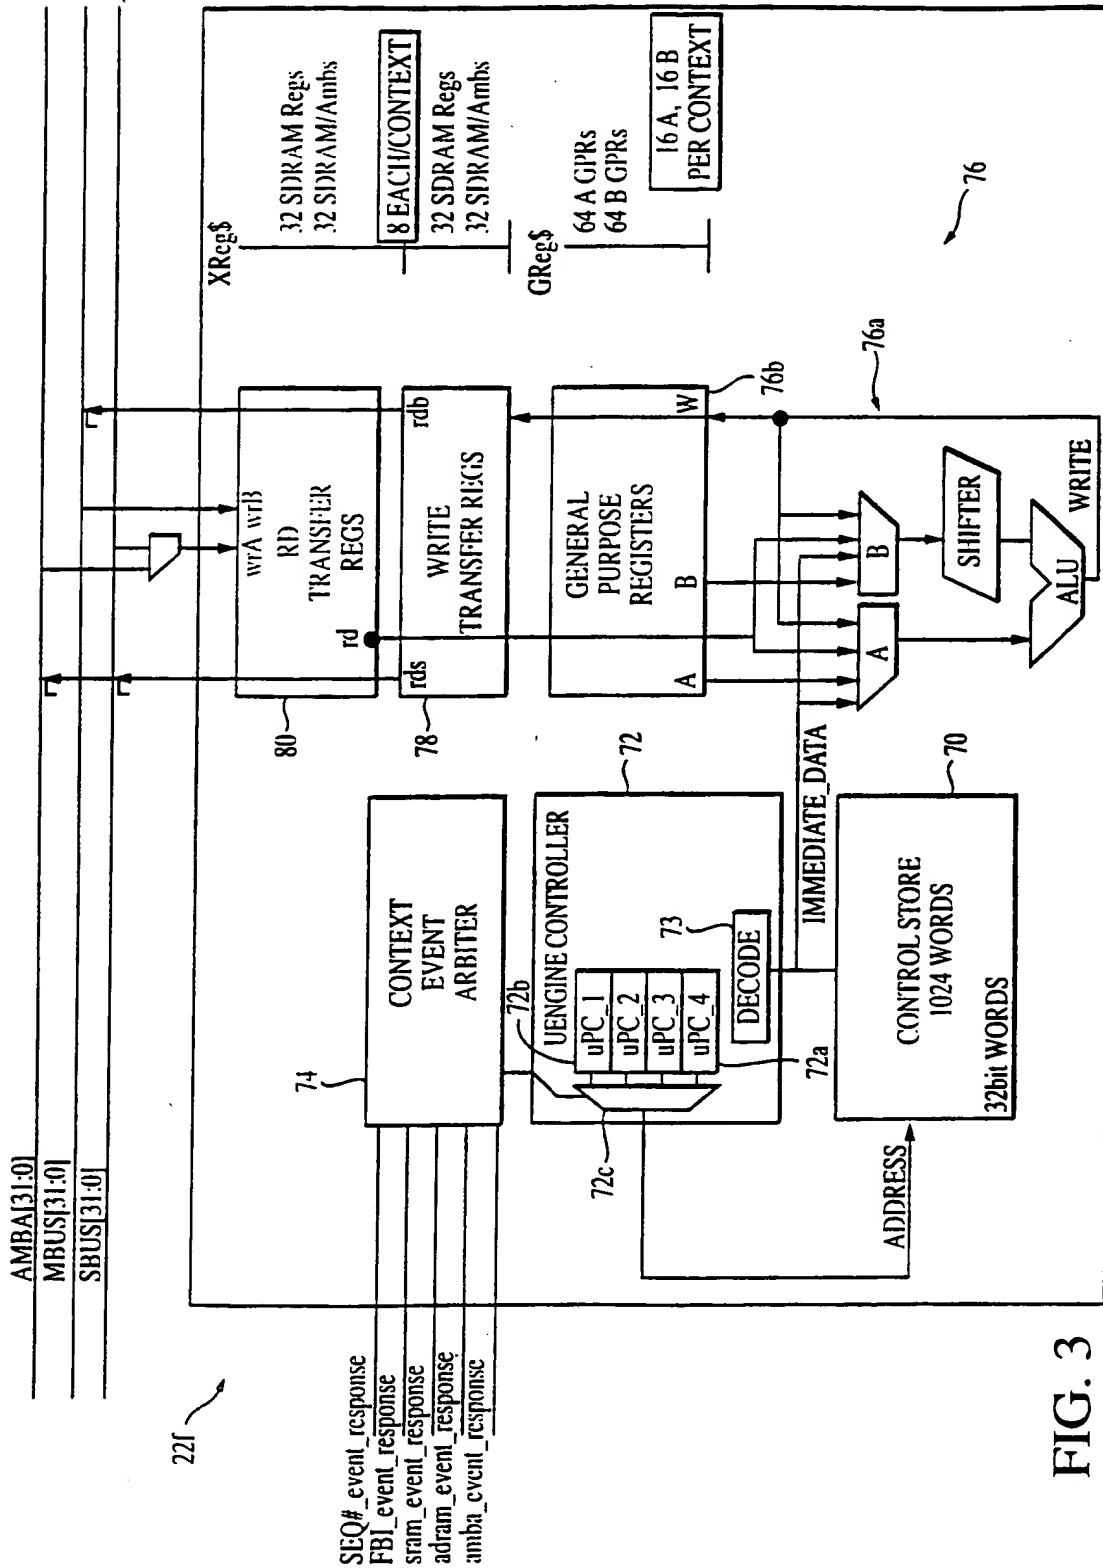 AMBA[31:0]
MBUS[31:0]
SBUS[31:0]
22f
SEQ#_event_response
FBI_event_response
sram_event_response
adram_event_response
amba_event_response
74
CONTEXT
EVENT
ARBITER
72b
72
UENGINE CONTROLLER
uPC_1
uPC_2
uPC_3
uPC_4
73
DECODE
72a
72c
IMMEDIATE_DATA
70
CONTROL STORE
1024 WORDS
32bit WORDS
ADDRESS
80
wrA wrB
RD
TRANSFER
REGS
rd
78
rds
rdb
WRITE
TRANSFER REGS
GENERAL
PURPOSE
REGISTERS
A
B
W
76b
76a
A
B
SHIFTER
ALU
WRITE
XReg$
32 SDRAM Regs
32 SDRAM/Ambs
8 EACH/CONTEXT
32 SDRAM Regs
32 SDRAM/Ambs
GReg$
64 A GPRs
64 B GPRs
16 A, 16 B
PER CONTEXT
76
FIG. 3